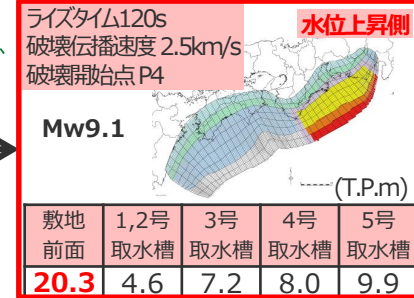 ライズタイム120s
破壊伝播速度 2.5km/s
破壊開始点 P4
水位上昇側
Mw9.1
(T.P.m)
敷地前面 1,2号取水槽 3号取水槽 4号取水槽 5号取水槽
20.3 4.6 7.2 8.0 9.9